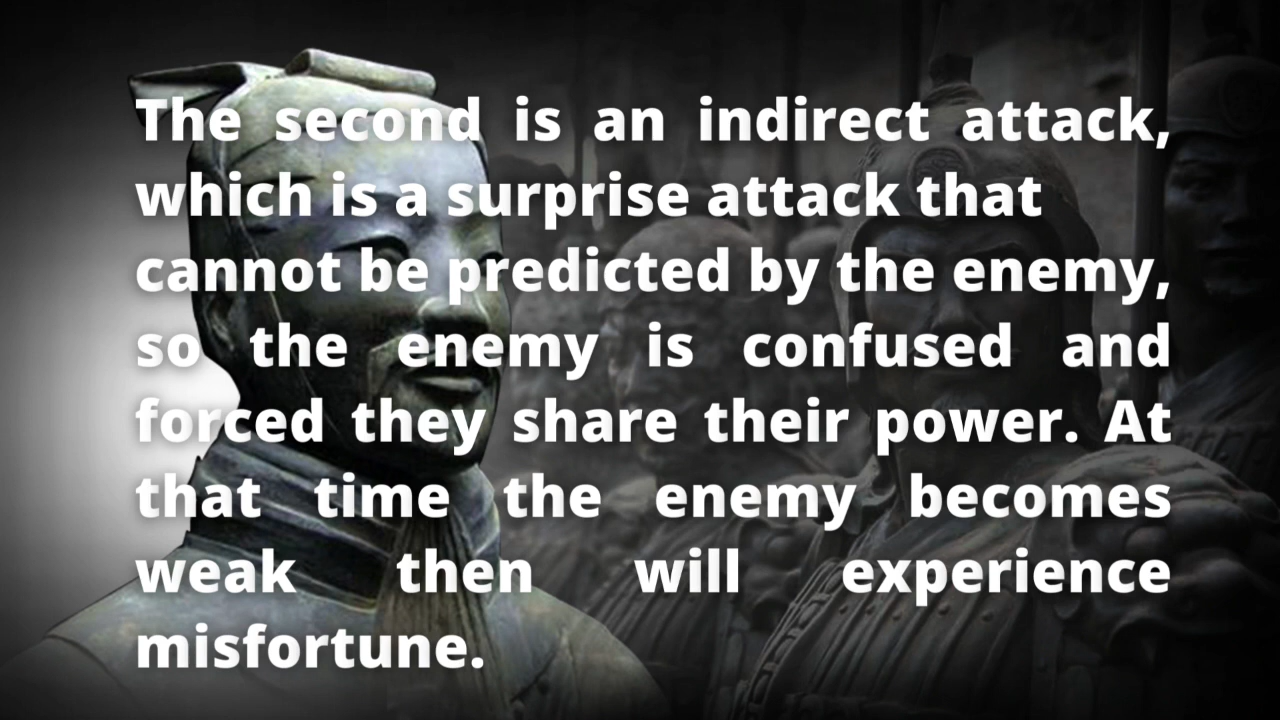 The second is an indirect attack,
which is a surprise attack that
cannot be predicted by the enemy,
so the enemy is confused and
forced they share their power. At
that time the enemy becomes
weak then will experience
misfortune.